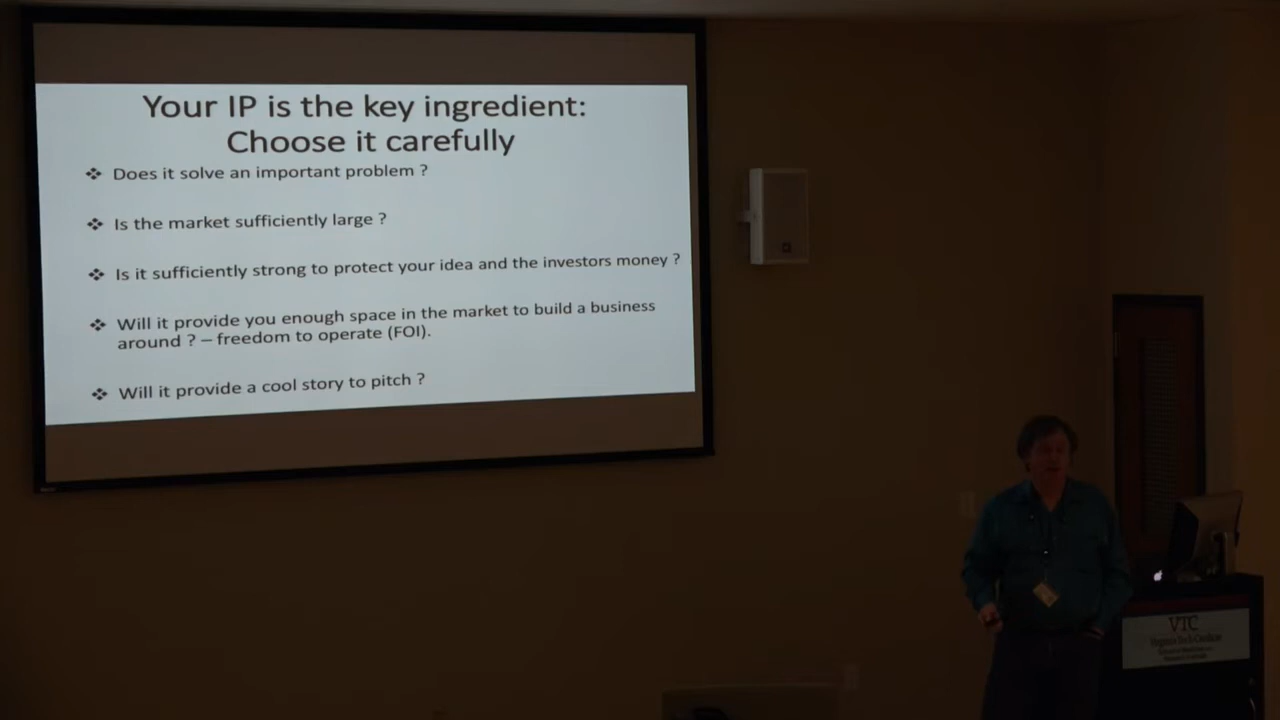 Your IP is the key ingredient:
Choose it carefully
❖ Does it solve an important problem ?
❖ Is the market sufficiently large ?
❖ Is it sufficiently strong to protect your idea and the investors money ?
❖ Will it provide you enough space in the market to build a business
around ? – freedom to operate (FOI).
❖ Will it provide a cool story to pitch ?
VTC
Virginia Tech Carilion